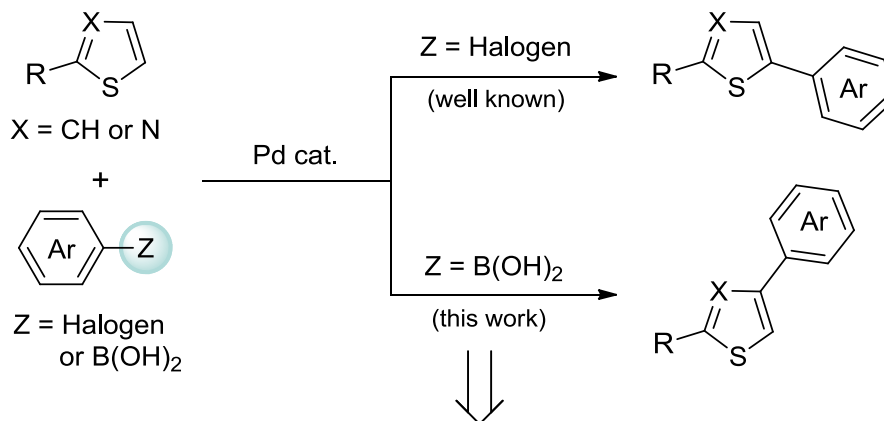 X
R
S
X = CH or N
+
Ar
Z
Z = Halogen
or B(OH)₂
Pd cat.
Z = Halogen
(well known)
X
R
S
Ar
Z = B(OH)₂
(this work)
Ar
X
R
S